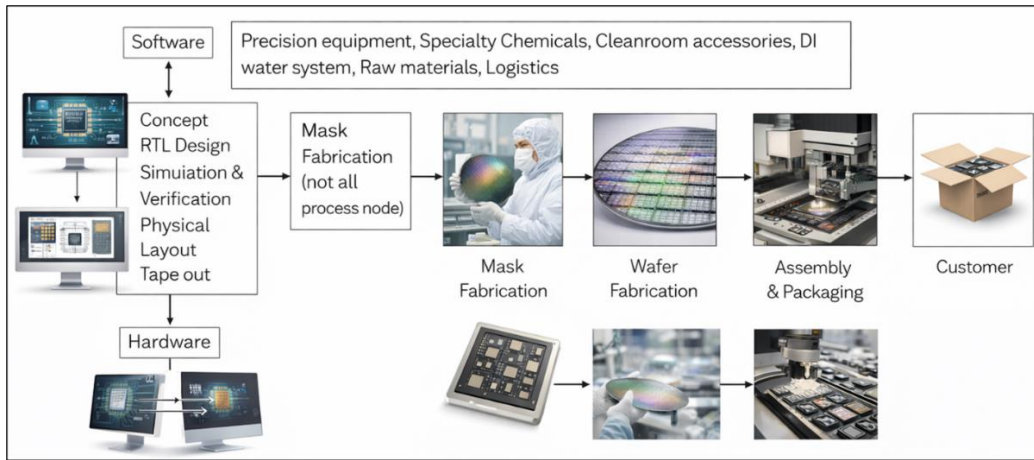 Software
Precision equipment, Specialty Chemicals, Cleanroom accessories, DI
water system, Raw materials, Logistics
Concept
RTL Design
Simuiation &
Verification
Physical
Layout
Tape out
Mask
Fabrication
(not all
process node)
Mask
Fabrication
Wafer
Fabrication
Assembly
& Packaging
Customer
Hardware